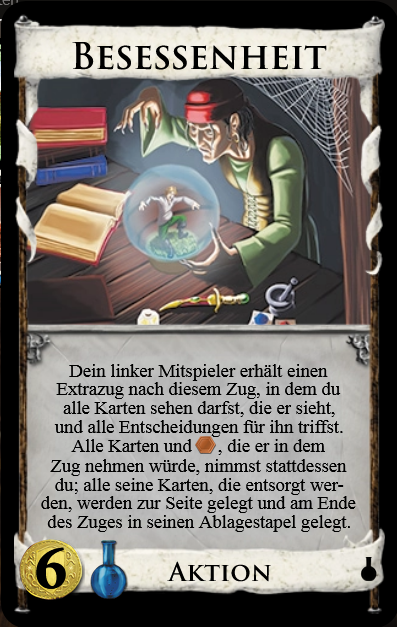 BESESSENHEIT
Dein linker Mitspieler erhält einen
Extrazug nach diesem Zug, in dem du
alle Karten sehen darfst, die er sieht,
und alle Entscheidungen für ihn triffst.
Alle Karten und , die er in dem
Zug nehmen würde, nimmst stattdessen
du; alle seine Karten, die entsorgt wer-
den, werden zur Seite gelegt und am Ende
des Zuges in seinen Ablagestapel gelegt.
6 AKTION